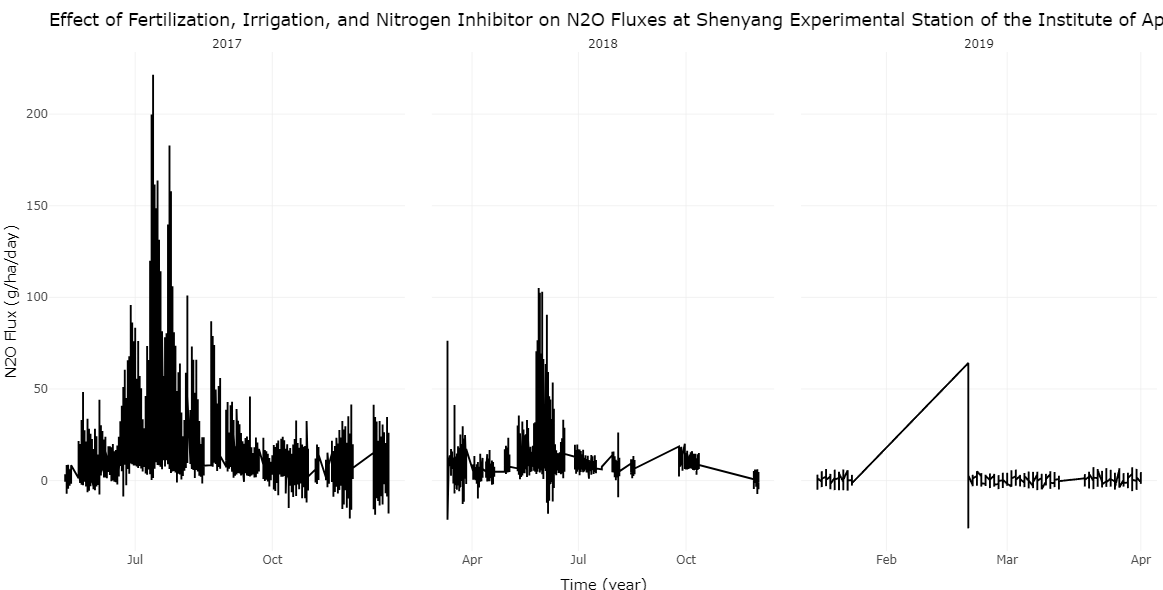 Effect of Fertilization, Irrigation, and Nitrogen Inhibitor on N2O Fluxes at Shenyang Experimental Station of the Institute of Ap
2017 2018 2019
N2O Flux (g/ha/day)
200
150
100
50
0
Jul Oct Apr Jul Oct Feb Mar Apr
Time (year)